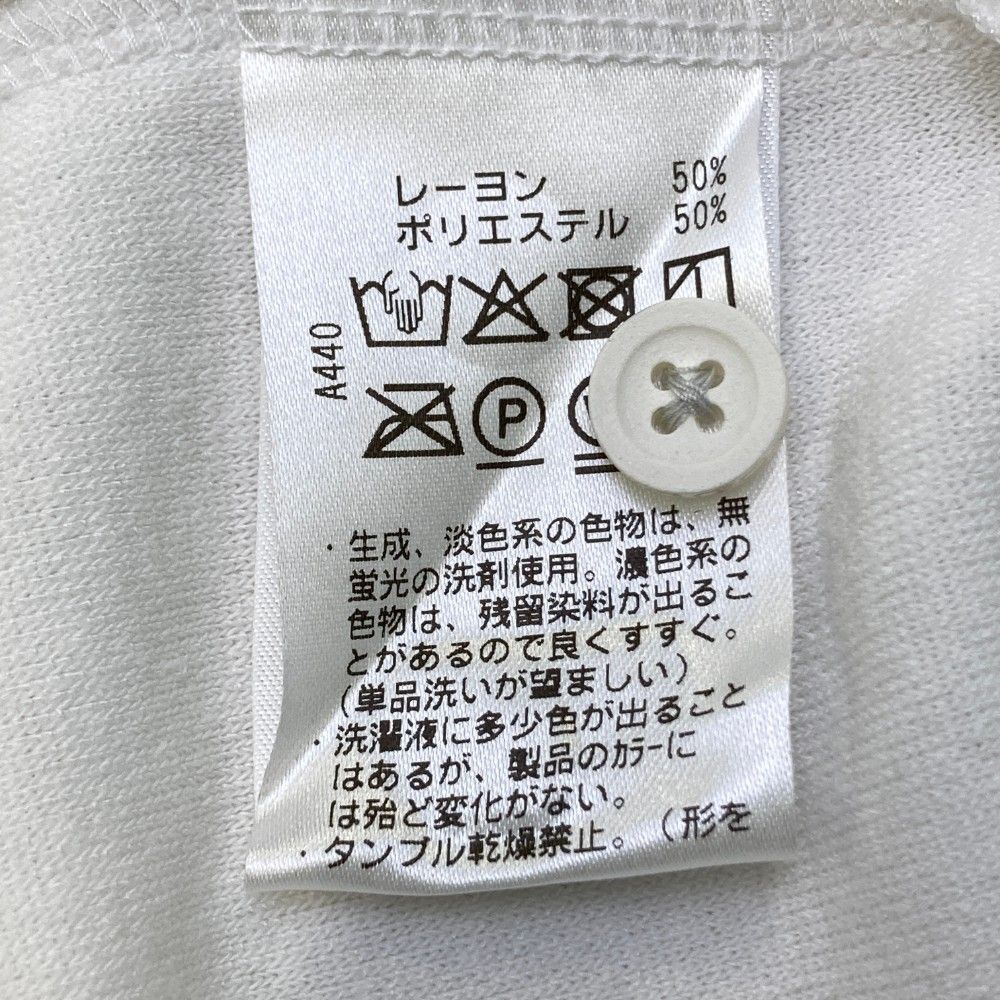 レーヨン 50%
ポリエステル 50%
A440
P
・生成、淡色系の色物は、無
蛍光の洗剤使用。濃色系の
色物は、残留染料が出るこ
とがあるので良くすすぐ。
(単品洗いが望ましい)
・洗濯液に多少色が出ること
はあるが、製品のカラーに
は殆ど変化がない。
・タンブル乾燥禁止。(形を